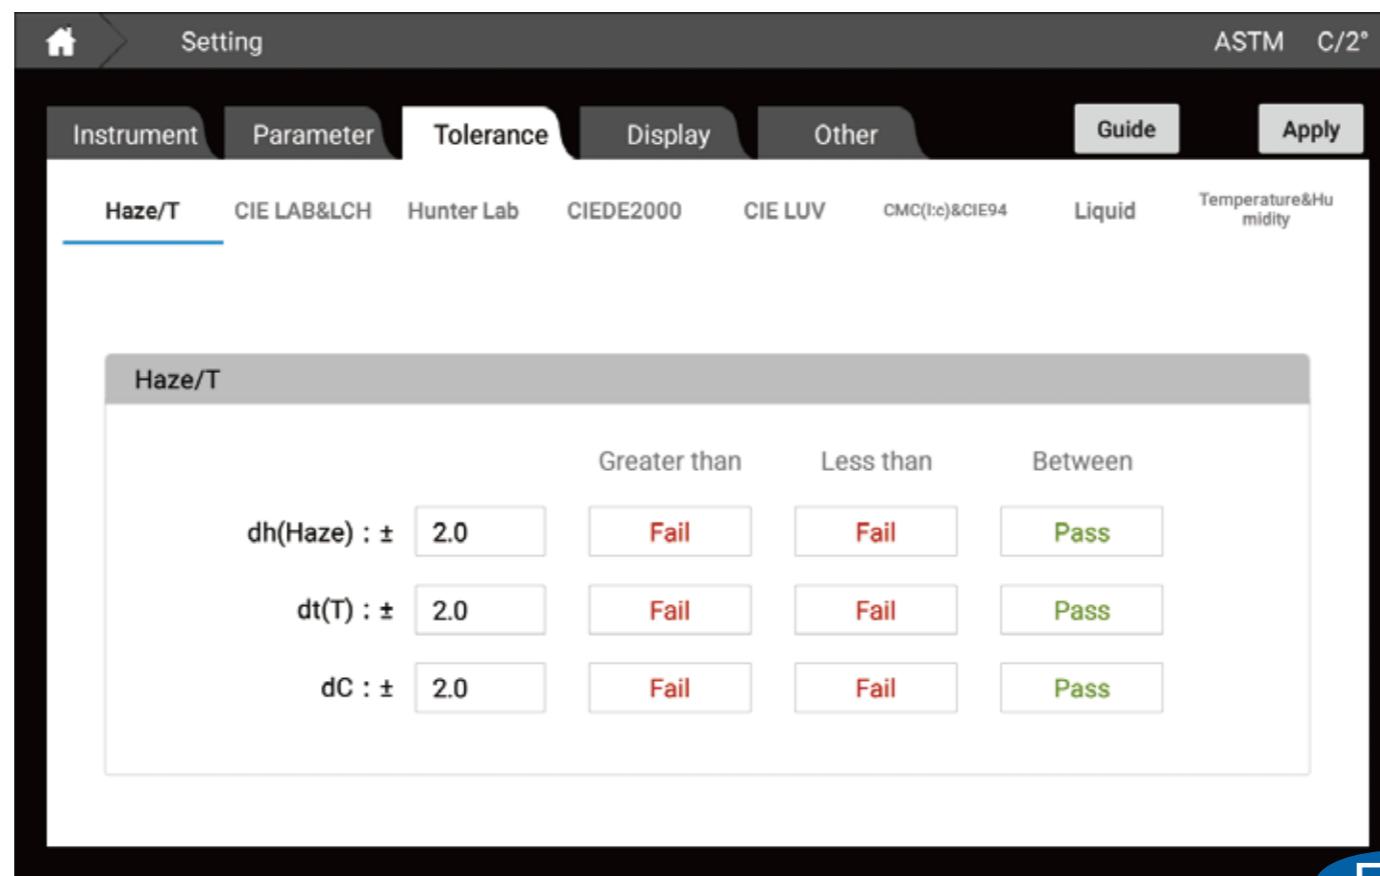 Setting ASTM C/2°
Instrument Parameter Tolerance Display Other Guide Apply
Haze/T CIE LAB&LCH Hunter Lab CIEDE2000 CIE LUV CMC(l:c)&CIE94 Liquid Temperature&Hu
midity
Haze/T
Greater than Less than Between
dh(Haze) : ± 2.0 Fail Fail Pass
dt(T) : ± 2.0 Fail Fail Pass
dC : ± 2.0 Fail Fail Pass